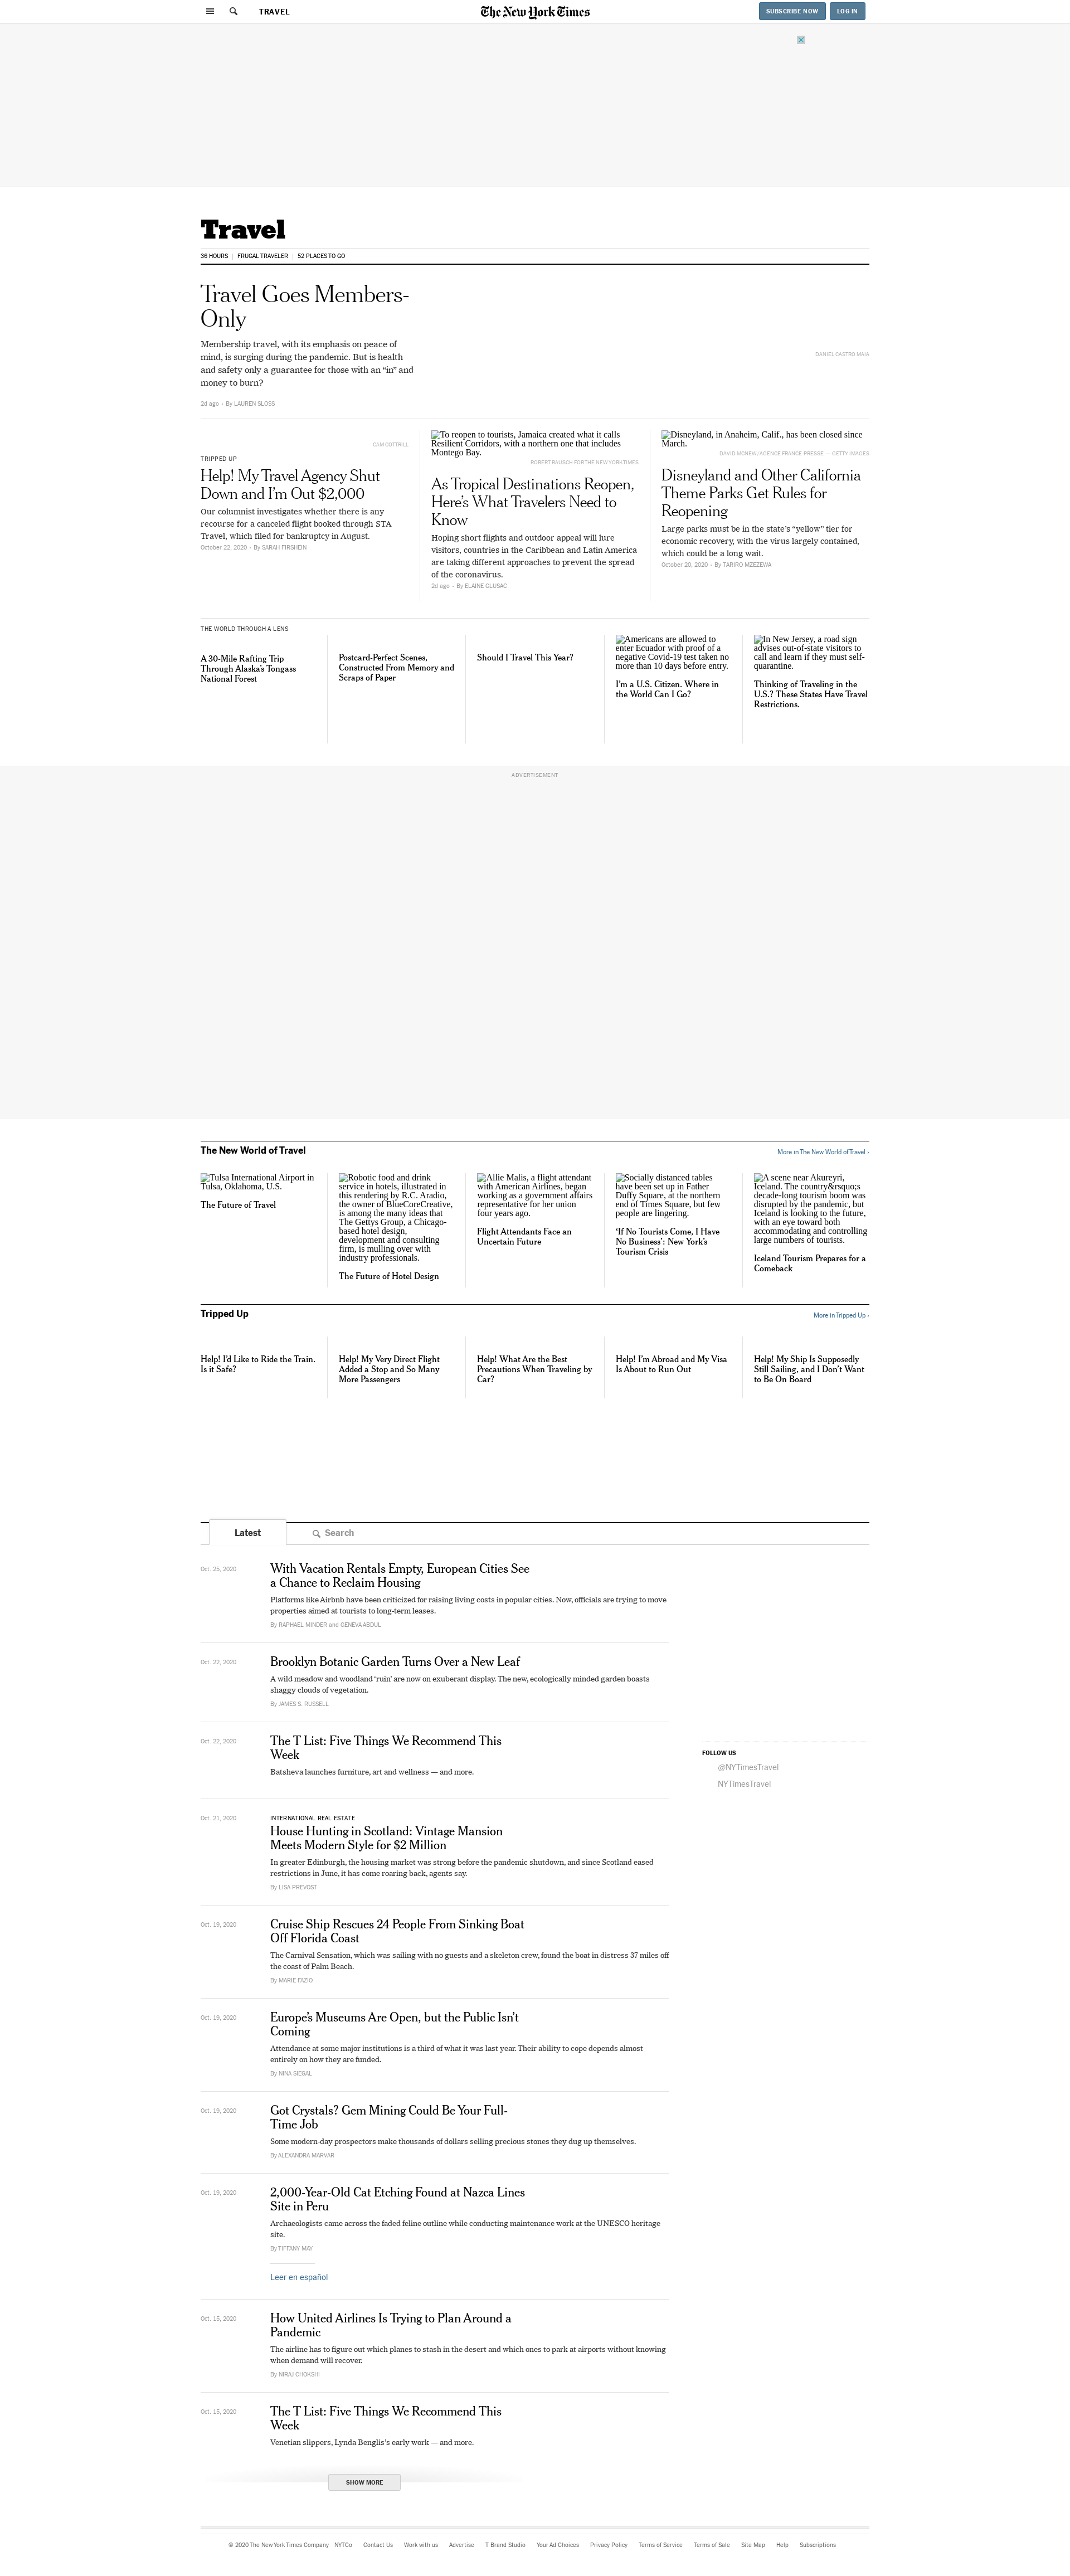 TRAVEL
The New York Times
SUBSCRIBE NOW
LOG IN
Travel
36 HOURS
FRUGAL TRAVELER
52 PLACES TO GO
Travel Goes Members-
Only
Membership travel, with its emphasis on peace of
mind, is surging during the pandemic. But is health
and safety only a guarantee for those with an “in” and
money to burn?
2d ago · By LAUREN SLOSS
DANIEL CASTRO MAIA
CAM COTTRILL
TRIPPED UP
Help! My Travel Agency Shut
Down and I’m Out $2,000
Our columnist investigates whether there is any
recourse for a canceled flight booked through STA
Travel, which filed for bankruptcy in August.
October 22, 2020 · By SARAH FIRSHEIN
To reopen to tourists, Jamaica created what it calls
Resilient Corridors, with a northern one that includes
Montego Bay.
ROBERT RAUSCH FOR THE NEW YORK TIMES
As Tropical Destinations Reopen,
Here’s What Travelers Need to
Know
Hoping short flights and outdoor appeal will lure
visitors, countries in the Caribbean and Latin America
are taking different approaches to prevent the spread
of the coronavirus.
2d ago · By ELAINE GLUSAC
Disneyland, in Anaheim, Calif., has been closed since
March.
DAVID MCNEW/AGENCE FRANCE-PRESSE — GETTY IMAGES
Disneyland and Other California
Theme Parks Get Rules for
Reopening
Large parks must be in the state’s “yellow” tier for
economic recovery, with the virus largely contained,
which could be a long wait.
October 20, 2020 · By TARIRO MZEZEWA
THE WORLD THROUGH A LENS
A 30-Mile Rafting Trip
Through Alaska’s Tongass
National Forest
Postcard-Perfect Scenes,
Constructed From Memory and
Scraps of Paper
Should I Travel This Year?
Americans are allowed to
enter Ecuador with proof of a
negative Covid-19 test taken no
more than 10 days before entry.
I’m a U.S. Citizen. Where in
the World Can I Go?
In New Jersey, a road sign
advises out-of-state visitors to
call and learn if they must self-
quarantine.
Thinking of Traveling in the
U.S.? These States Have Travel
Restrictions.
ADVERTISEMENT
The New World of Travel
More in The New World of Travel ›
Tulsa International Airport in
Tulsa, Oklahoma, U.S.
The Future of Travel
Robotic food and drink
service in hotels, illustrated in
this rendering by R.C. Aradio,
the owner of BlueCoreCreative,
is among the many ideas that
The Gettys Group, a Chicago-
based hotel design,
development and consulting
firm, is mulling over with
industry professionals.
The Future of Hotel Design
Allie Malis, a flight attendant
with American Airlines, began
working as a government affairs
representative for her union
four years ago.
Flight Attendants Face an
Uncertain Future
Socially distanced tables
have been set up in Father
Duffy Square, at the northern
end of Times Square, but few
people are lingering.
‘If No Tourists Come, I Have
No Business’: New York’s
Tourism Crisis
A scene near Akureyri,
Iceland. The country&rsquo;s
decade-long tourism boom was
disrupted by the pandemic, but
Iceland is looking to the future,
with an eye toward both
accommodating and controlling
large numbers of tourists.
Iceland Tourism Prepares for a
Comeback
Tripped Up
More in Tripped Up ›
Help! I’d Like to Ride the Train.
Is it Safe?
Help! My Very Direct Flight
Added a Stop and So Many
More Passengers
Help! What Are the Best
Precautions When Traveling by
Car?
Help! I’m Abroad and My Visa
Is About to Run Out
Help! My Ship Is Supposedly
Still Sailing, and I Don’t Want
to Be On Board
Latest
Search
Oct. 25, 2020
With Vacation Rentals Empty, European Cities See
a Chance to Reclaim Housing
Platforms like Airbnb have been criticized for raising living costs in popular cities. Now, officials are trying to move
properties aimed at tourists to long-term leases.
By RAPHAEL MINDER and GENEVA ABDUL
Oct. 22, 2020
Brooklyn Botanic Garden Turns Over a New Leaf
A wild meadow and woodland ‘ruin’ are now on exuberant display. The new, ecologically minded garden boasts
shaggy clouds of vegetation.
By JAMES S. RUSSELL
Oct. 22, 2020
The T List: Five Things We Recommend This
Week
Batsheva launches furniture, art and wellness — and more.
FOLLOW US
@NYTimesTravel
NYTimesTravel
Oct. 21, 2020
INTERNATIONAL REAL ESTATE
House Hunting in Scotland: Vintage Mansion
Meets Modern Style for $2 Million
In greater Edinburgh, the housing market was strong before the pandemic shutdown, and since Scotland eased
restrictions in June, it has come roaring back, agents say.
By LISA PREVOST
Oct. 19, 2020
Cruise Ship Rescues 24 People From Sinking Boat
Off Florida Coast
The Carnival Sensation, which was sailing with no guests and a skeleton crew, found the boat in distress 37 miles off
the coast of Palm Beach.
By MARIE FAZIO
Oct. 19, 2020
Europe’s Museums Are Open, but the Public Isn’t
Coming
Attendance at some major institutions is a third of what it was last year. Their ability to cope depends almost
entirely on how they are funded.
By NINA SIEGAL
Oct. 19, 2020
Got Crystals? Gem Mining Could Be Your Full-
Time Job
Some modern-day prospectors make thousands of dollars selling precious stones they dug up themselves.
By ALEXANDRA MARVAR
Oct. 19, 2020
2,000-Year-Old Cat Etching Found at Nazca Lines
Site in Peru
Archaeologists came across the faded feline outline while conducting maintenance work at the UNESCO heritage
site.
By TIFFANY MAY
Leer en español
Oct. 15, 2020
How United Airlines Is Trying to Plan Around a
Pandemic
The airline has to figure out which planes to stash in the desert and which ones to park at airports without knowing
when demand will recover.
By NIRAJ CHOKSHI
Oct. 15, 2020
The T List: Five Things We Recommend This
Week
Venetian slippers, Lynda Benglis’s early work — and more.
SHOW MORE
© 2020 The New York Times Company NYTCo Contact Us Work with us Advertise T Brand Studio Your Ad Choices Privacy Policy Terms of Service Terms of Sale Site Map Help Subscriptions